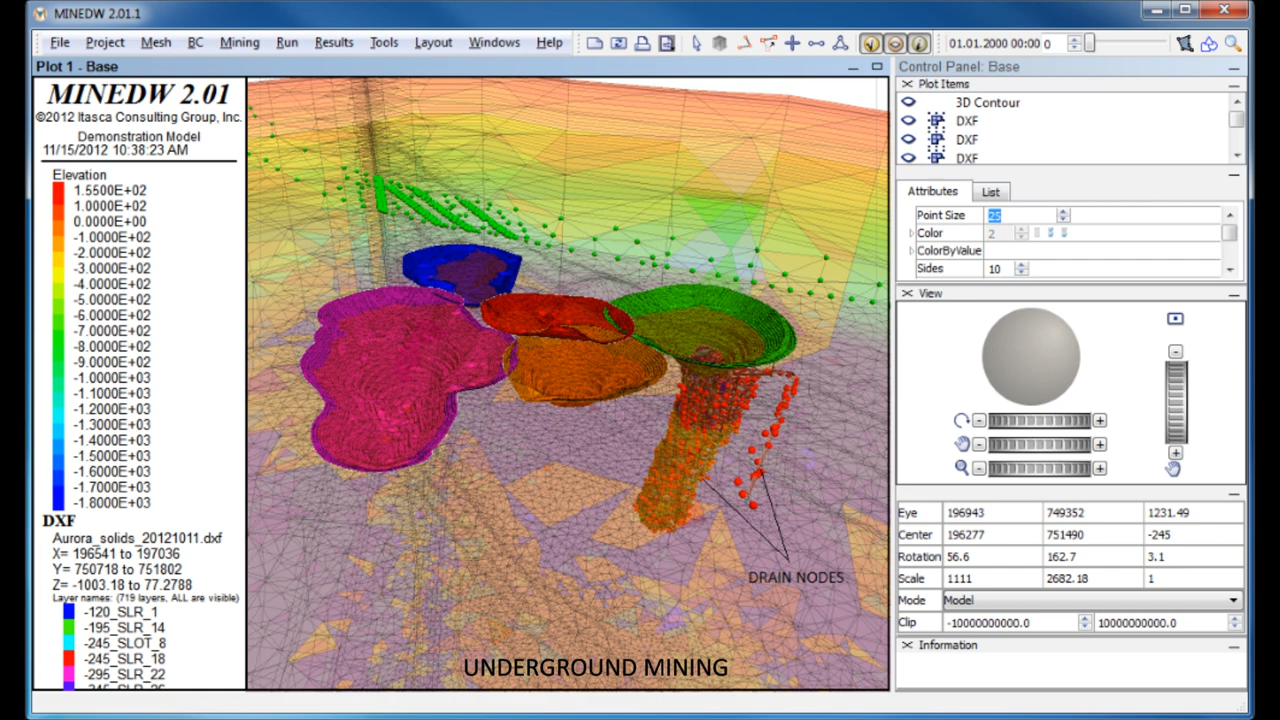 MINEDW 2.01.1
File Project Mesh BC Mining Run Results Tools Layout Windows Help
01.01.2000 00:00 0
Plot 1 - Base
MINEDW 2.01
©2012 Itasca Consulting Group, Inc.
Demonstration Model
11/15/2012 10:38:23 AM
Elevation
1.5500E+02
1.0000E+02
0.0000E+00
-1.0000E+02
-2.0000E+02
-3.0000E+02
-4.0000E+02
-5.0000E+02
-6.0000E+02
-7.0000E+02
-8.0000E+02
-9.0000E+02
-1.0000E+03
-1.1000E+03
-1.2000E+03
-1.3000E+03
-1.4000E+03
-1.5000E+03
-1.6000E+03
-1.7000E+03
-1.8000E+03
DXF
Aurora_solids_20121011.dxf
X= 196541 to 197036
Y= 750718 to 751802
Z= -1003.18 to 77.2788
Layer names: (719 layers, ALL are visible)
-120_SLR_1
-195_SLR_14
-245_SLOT_8
-245_SLR_18
-295_SLR_22
DRAIN NODES
UNDERGROUND MINING
Control Panel: Base
Plot Items
3D Contour
DXF
DXF
DXF
Attributes List
Point Size 25
Color 2
ColorByValue
Sides 10
View
Eye 196943 749352 1231.49
Center 196277 751490 -245
Rotation 56.6 162.7 3.1
Scale 1111 2682.18 1
Mode Model
Clip -10000000000.0 10000000000.0
Information